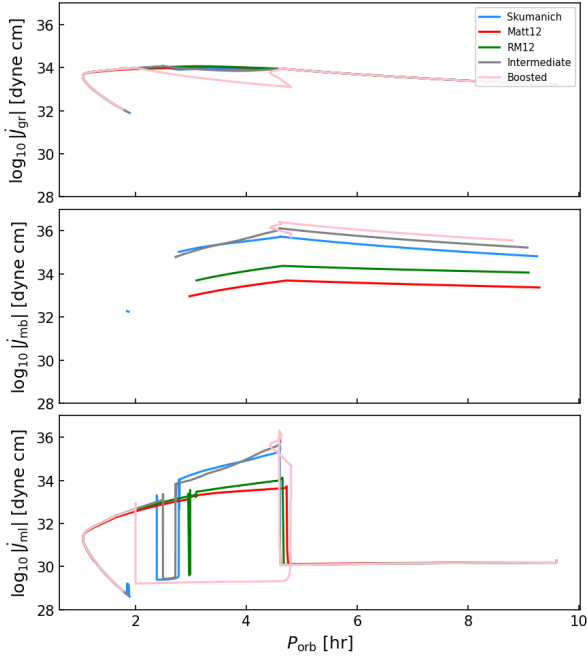 34
32
30
28
log₁₀ |J̇gr| [dyne cm]
Skumanich
Matt12
RM12
Intermediate
Boosted
36
34
32
30
28
log₁₀ |J̇mb| [dyne cm]
36
34
32
30
28
log₁₀ |J̇ml| [dyne cm]
2
4
6
8
10
Porb [hr]